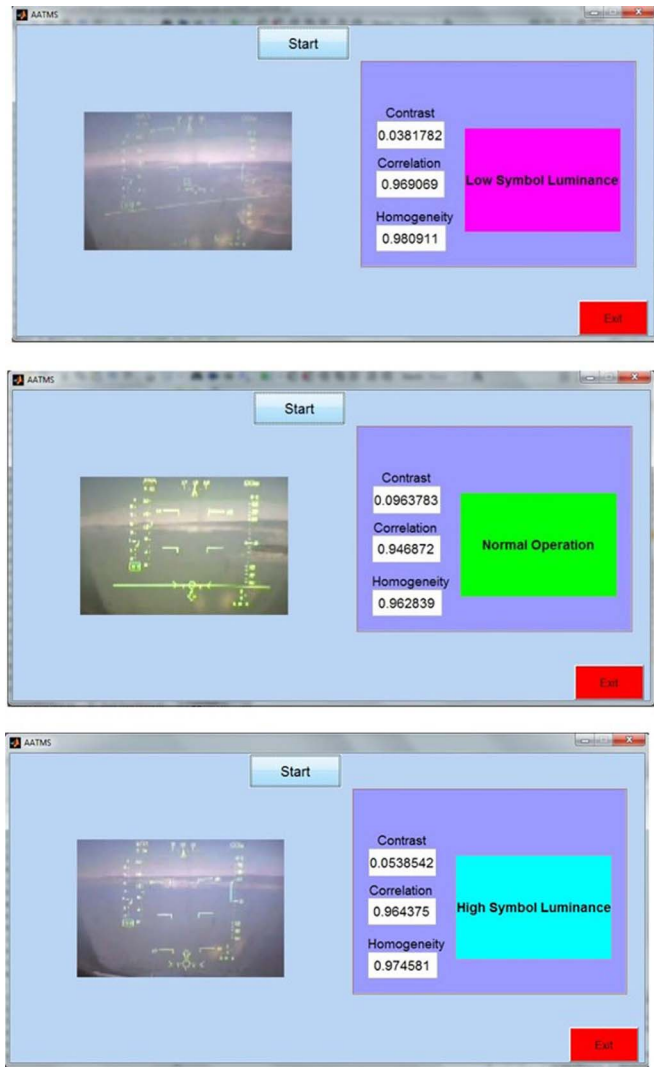 AATMS
Start
Contrast
0.0381782
Correlation
0.969069
Homogeneity
0.980911
Low Symbol Luminance
Exit
AATMS
Start
Contrast
0.0963783
Correlation
0.946872
Homogeneity
0.962839
Normal Operation
Exit
AATMS
Start
Contrast
0.0538542
Correlation
0.964375
Homogeneity
0.974581
High Symbol Luminance
Exit